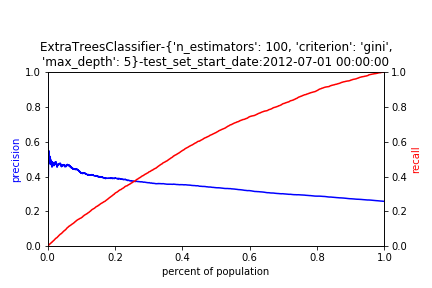 ExtraTreesClassifier-{'n_estimators': 100, 'criterion': 'gini',
'max_depth': 5}-test_set_start_date:2012-07-01 00:00:00
1.0
0.8
0.6
0.4
0.2
0.0
precision
1.0
0.8
0.6
0.4
0.2
0.0
recall
0.0 0.2 0.4 0.6 0.8 1.0
percent of population